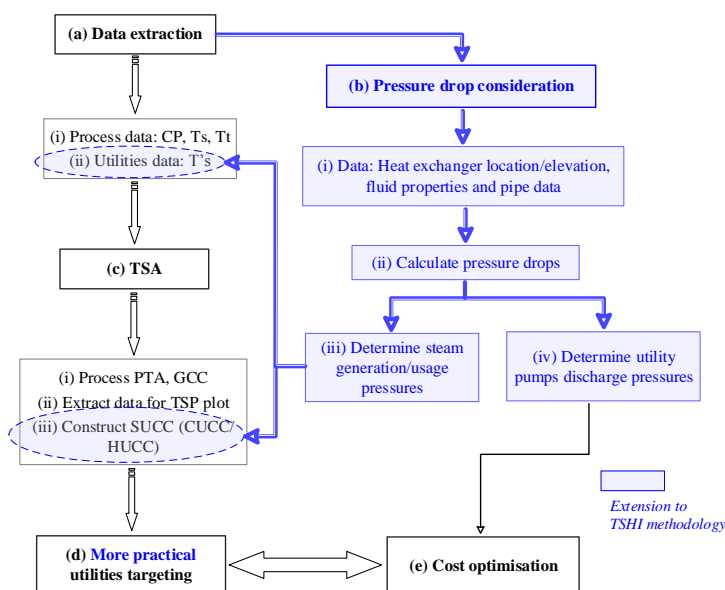 (a) Data extraction
(b) Pressure drop consideration
(i) Process data: CP, Ts, Tt
(ii) Utilities data: T's
(i) Data: Heat exchanger location/elevation,
fluid properties and pipe data
(c) TSA
(ii) Calculate pressure drops
(iii) Determine steam
generation/usage
pressures
(iv) Determine utility
pumps discharge pressures
(i) Process PTA, GCC
(ii) Extract data for TSP plot
(iii) Construct SUCC (CUCC/
HUCC)
Extension to
TSHI methodology
(d) More practical
utilities targeting
(e) Cost optimisation